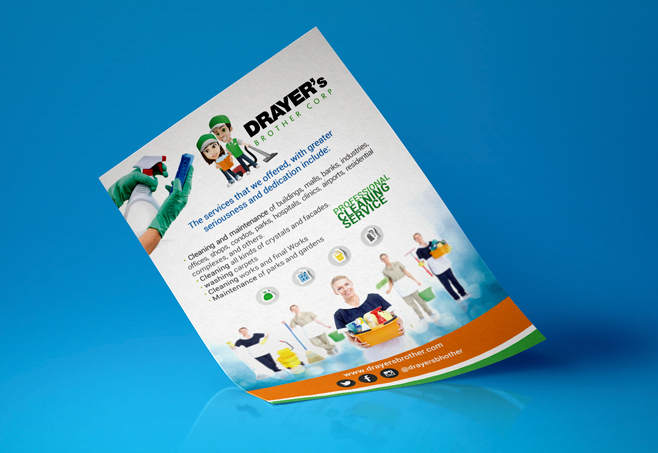 DRAYER's
BROTHER CORP
The services that we offered, with greater
seriousness and dedication include:
· Cleaning and maintenance of buildings, malls, banks, industries,
offices, shops, condos, parks, hospitals, clinics, airports, residential
complexes, and others.
· Cleaning all kinds of crystals and facades.
· washing carpets
· Cleaning works and final Works
· Maintenance of parks and gardens
PROFESSIONAL
CLEANING
SERVICE
www.drayersbrother.com
@drayersbhother